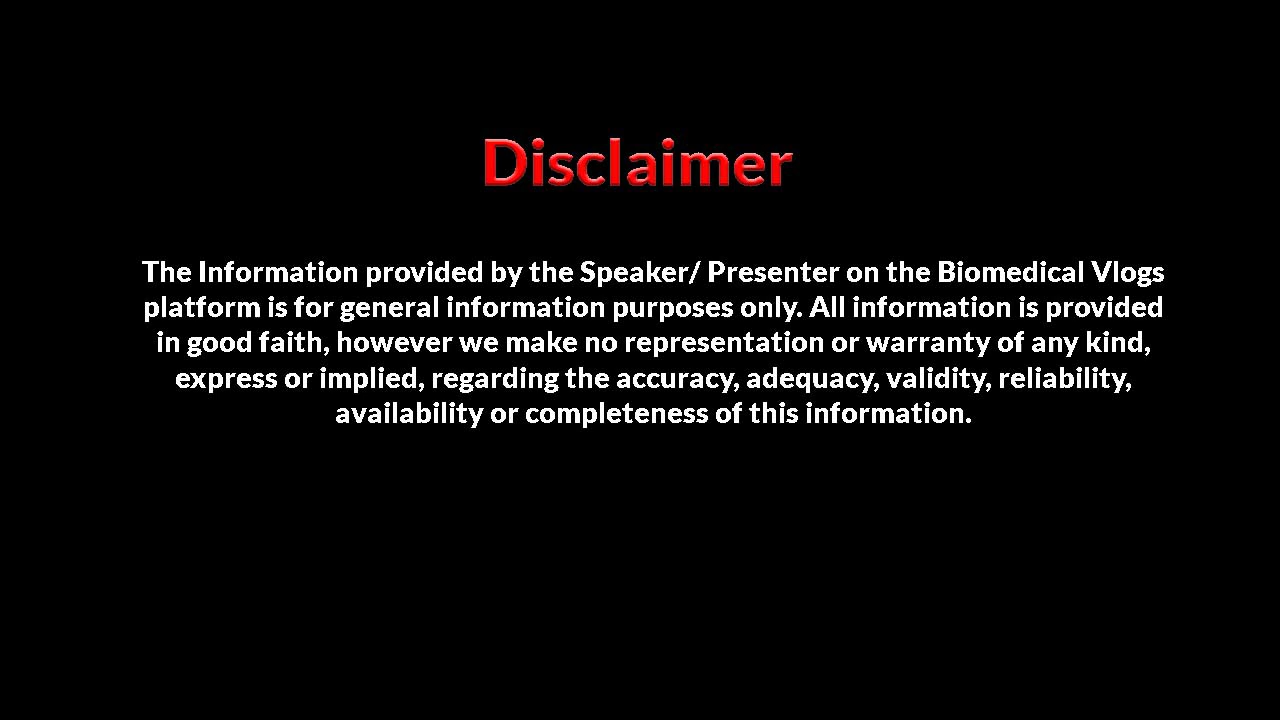 Disclaimer
The Information provided by the Speaker/ Presenter on the Biomedical Vlogs
platform is for general information purposes only. All information is provided
in good faith, however we make no representation or warranty of any kind,
express or implied, regarding the accuracy, adequacy, validity, reliability,
availability or completeness of this information.